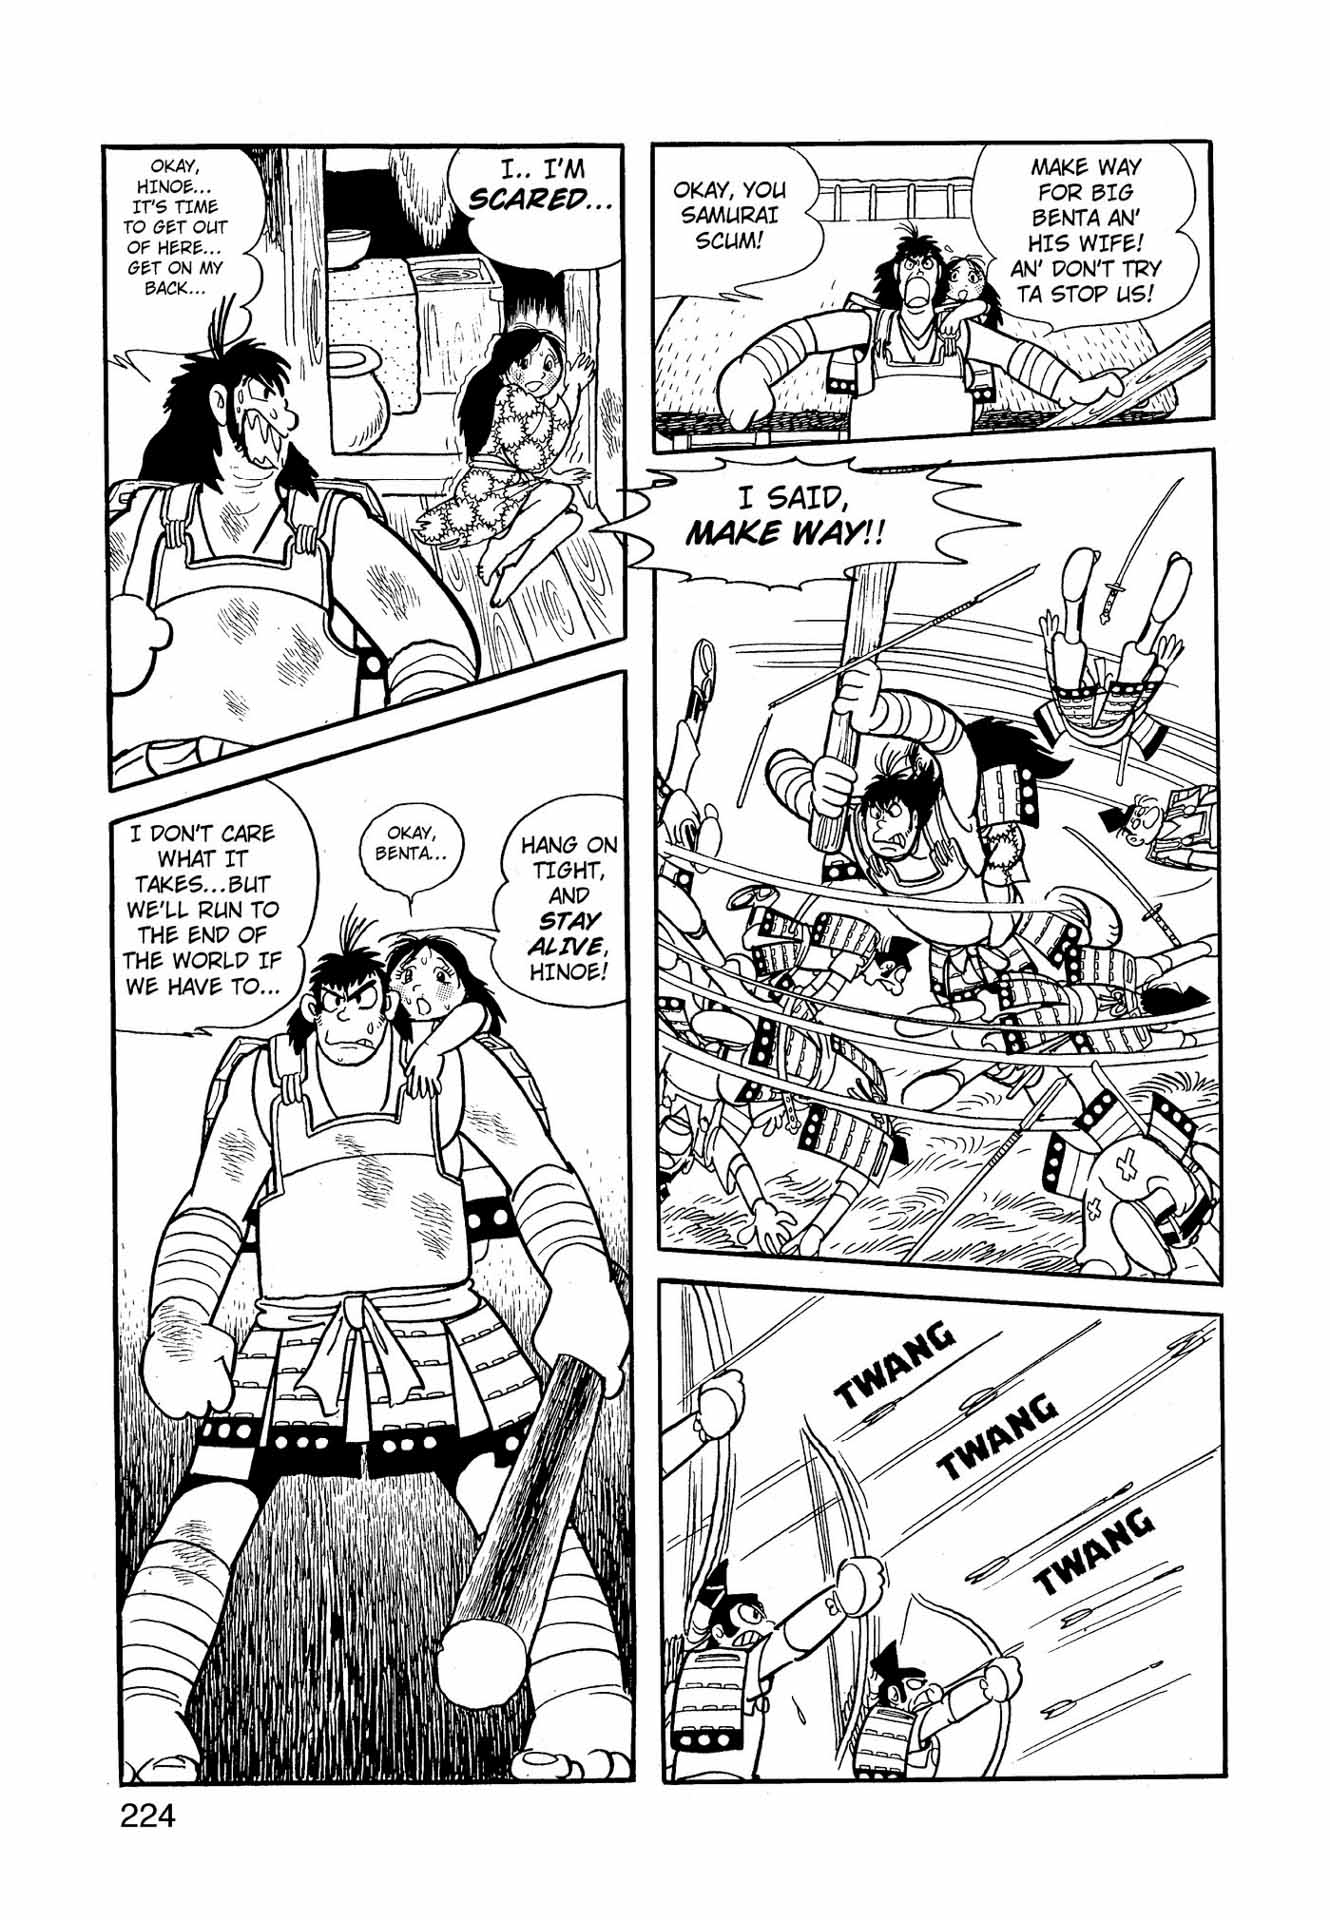 OKAY,
HINOE...
IT'S TIME
TO GET OUT
OF HERE...
GET ON MY
BACK...
I.. I'M
SCARED...
I DON'T CARE
WHAT IT
TAKES...BUT
WE'LL RUN TO
THE END OF
THE WORLD IF
WE HAVE TO...
OKAY,
BENTA...
HANG ON
TIGHT,
AND
STAY
ALIVE,
HINOE!
OKAY, YOU
SAMURAI
SCUM!
MAKE WAY
FOR BIG
BENTA AN'
HIS WIFE!
AN' DON'T TRY
TA STOP US!
I SAID,
MAKE WAY!!
TWANG
TWANG
TWANG
224